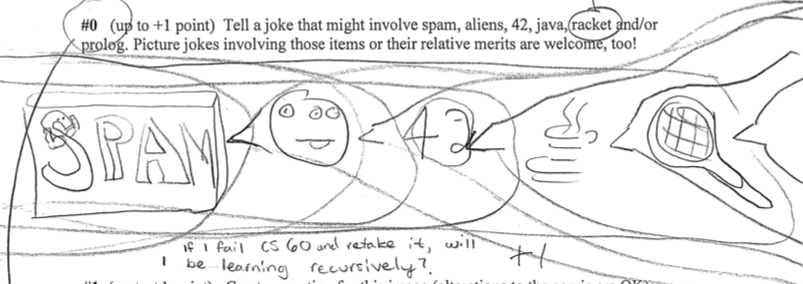 #0 (up to +1 point) Tell a joke that might involve spam, aliens, 42, java, racket and/or
prolog. Picture jokes involving those items or their relative merits are welcome, too!
SPAM 42
If I fail CS 60 and retake it, will +1
I be learning recursively?